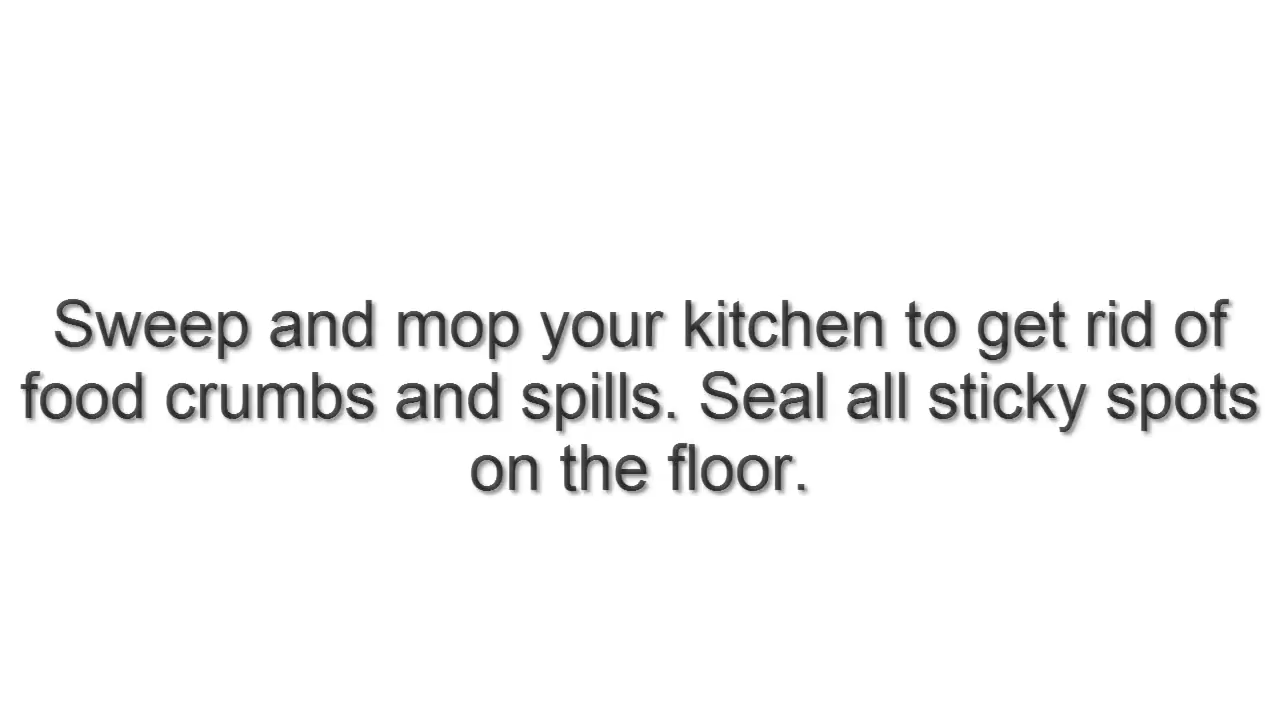 Sweep and mop your kitchen to get rid of
food crumbs and spills. Seal all sticky spots
on the floor.